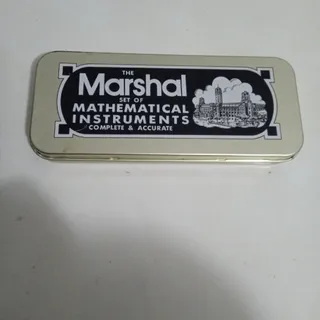 THE
Marshal
SET OF
MATHEMATICAL
INSTRUMENTS
COMPLETE & ACCURATE